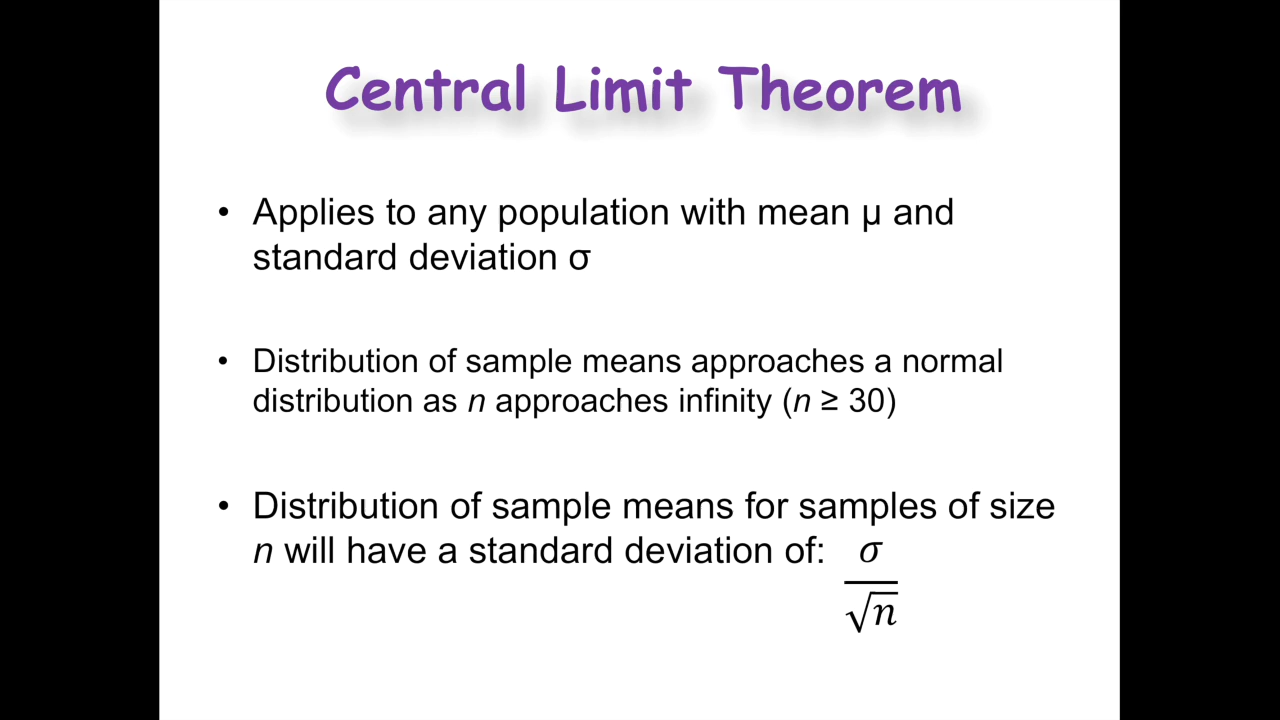 Central Limit Theorem
• Applies to any population with mean μ and
standard deviation σ
• Distribution of sample means approaches a normal
distribution as n approaches infinity (n ≥ 30)
• Distribution of sample means for samples of size
n will have a standard deviation of: σ
√n